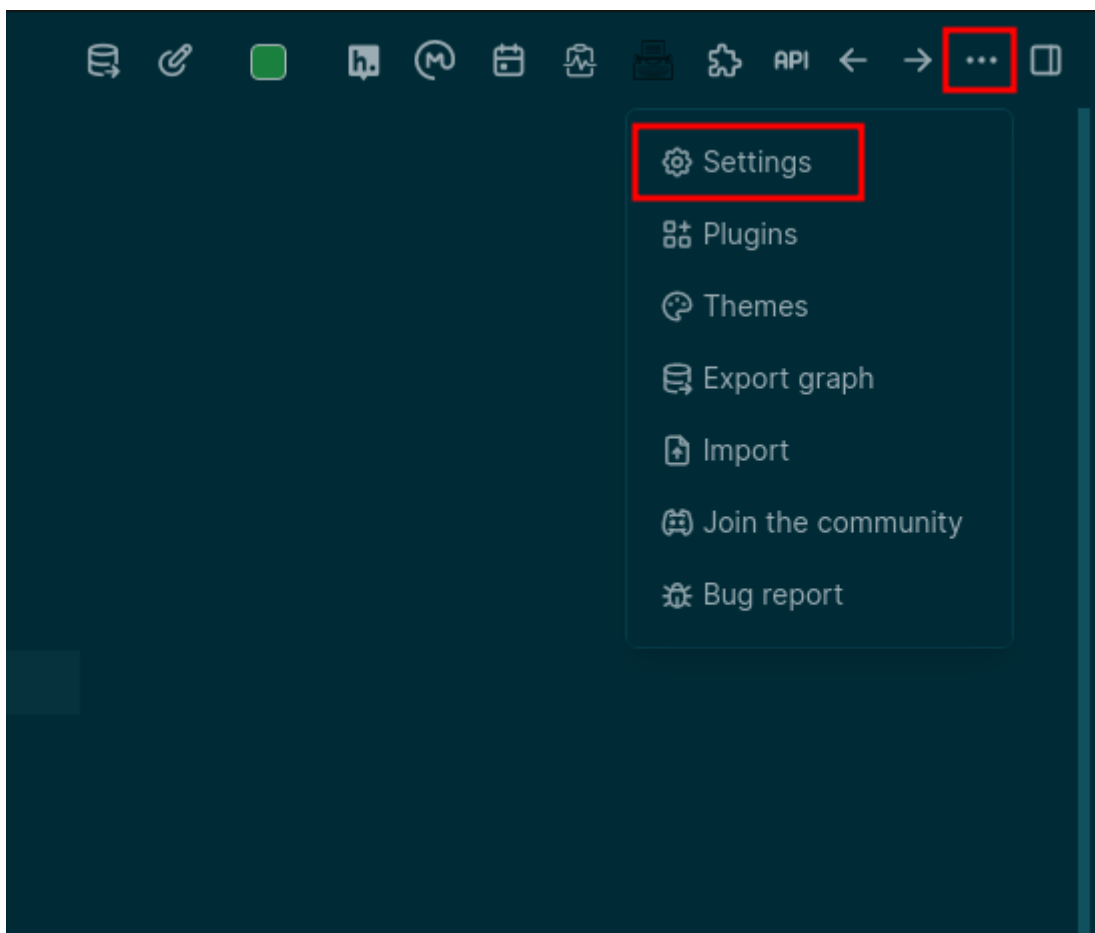 h.
API
Settings
Plugins
Themes
Export graph
Import
Join the community
Bug report